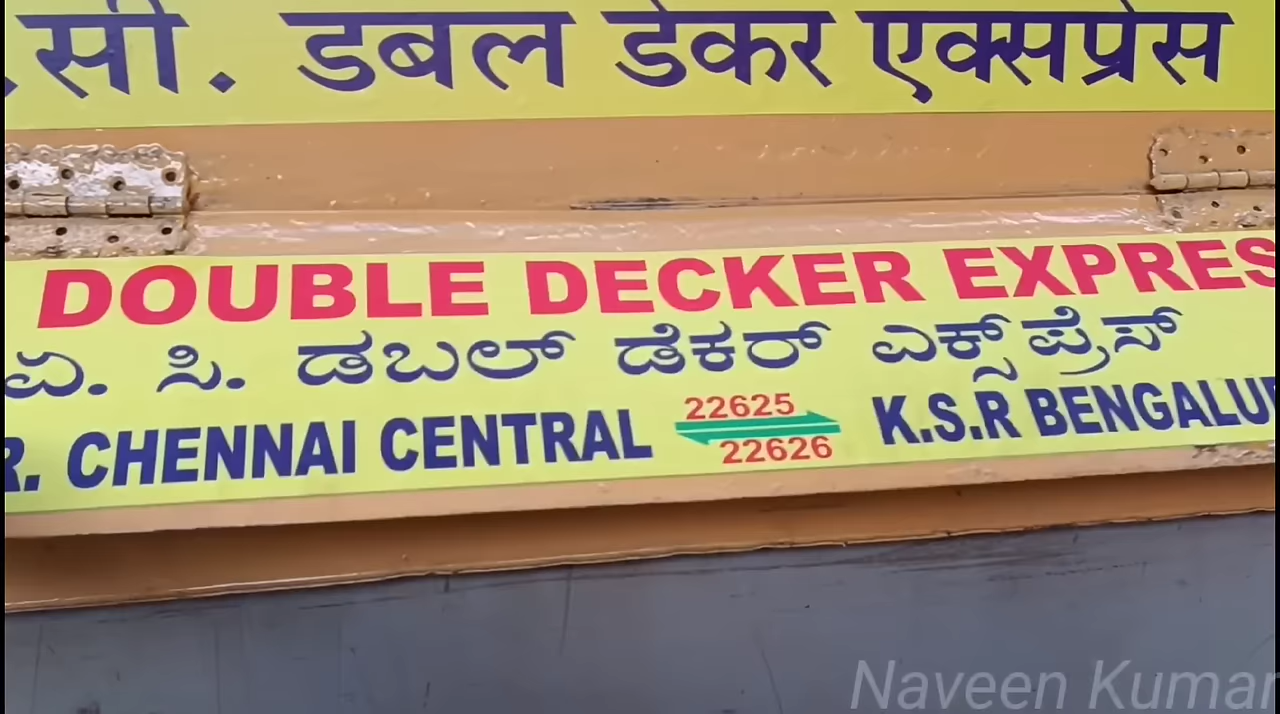 .सी. डबल डेकर एक्सप्रेस
DOUBLE DECKER EXPRES
ಏ. ಸಿ. ಡಬಲ್ ಡೆಕರ್ ಎಕ್ಸ್‌ಪ್ರೆಸ್
R. CHENNAI CENTRAL 22625 22626 K.S.R BENGALU
Naveen Kumar